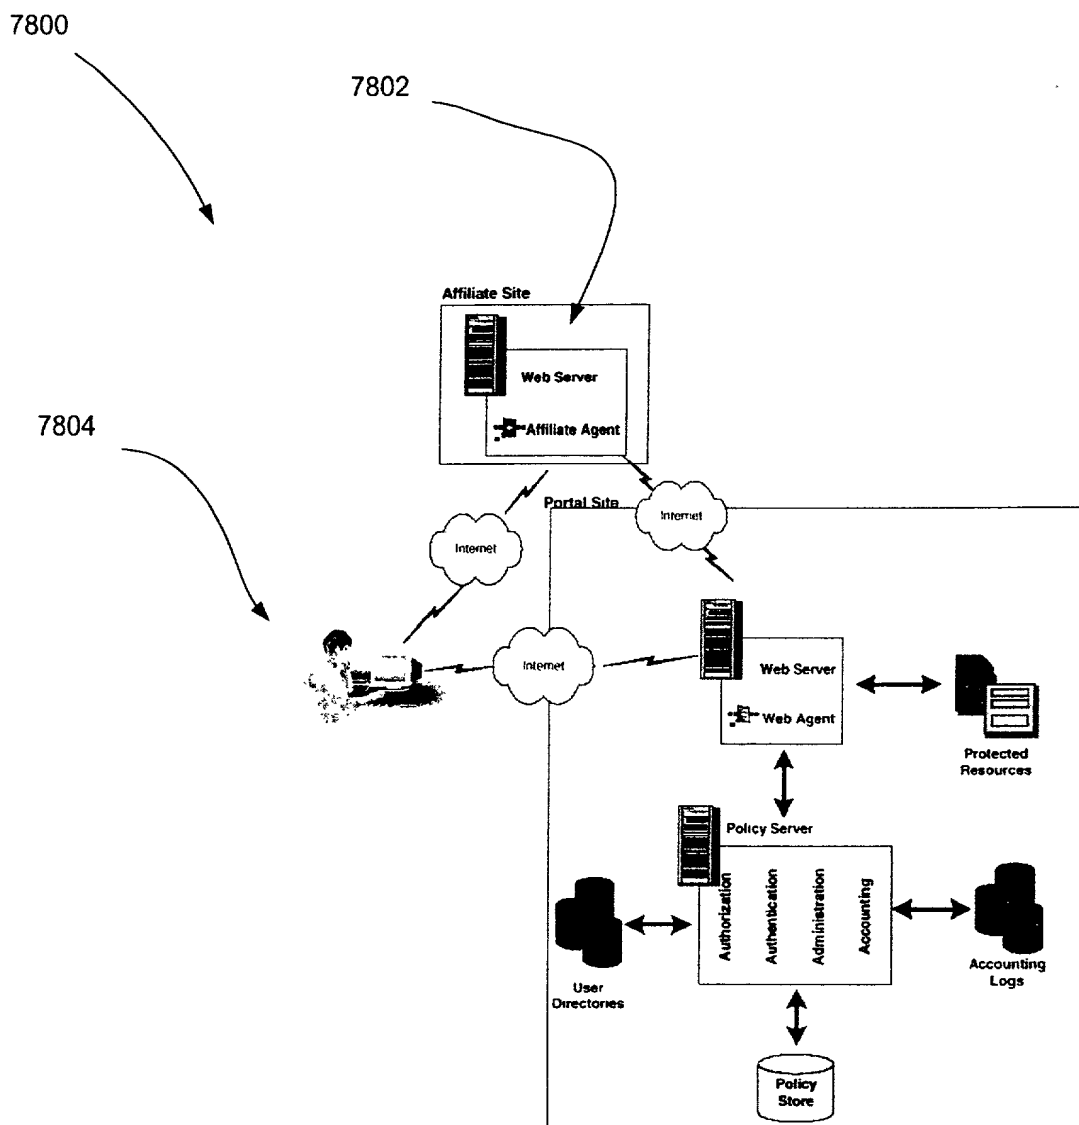 7800
7802
Affiliate Site
Web Server
Affiliate Agent
7804
Portal Site
Internet
Internet
Internet
Web Server
Web Agent
Protected
Resources
Policy Server
Authorization
Authentication
Administration
Accounting
User
Directories
Accounting
Logs
Policy
Store